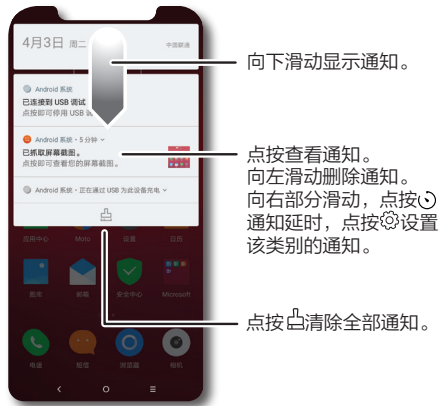 4月3日 周二
中国联通
向下滑动显示通知。
Android 系统
已连接到 USB 调试
点按即可停用 USB 调
Android 系统 · 5 分钟
已抓取屏幕截图。
点按即可查看您的屏幕截图。
点按查看通知。
向左滑动删除通知。
向右部分滑动，点按
通知延时，点按设置
该类别的通知。
Android 系统 · 正在通过 USB 为此设备充电
应用中心 Moto 设置 日历
图库 邮箱 安全中心 Microsoft
点按清除全部通知。
电话 短信 浏览器 相机